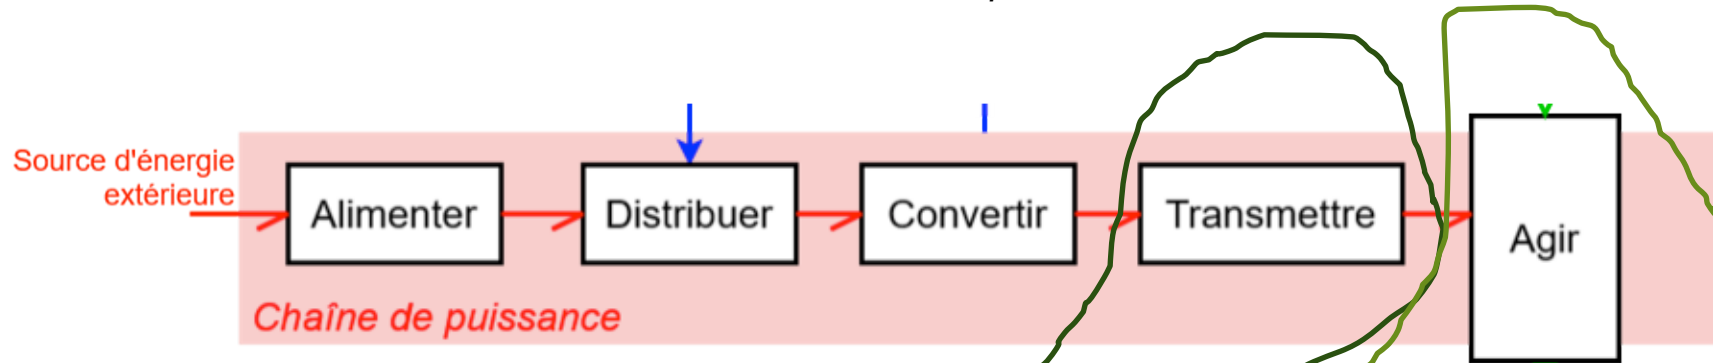 Source d'énergie
extérieure
Alimenter
Distribuer
Convertir
Transmettre
Agir
Chaîne de puissance